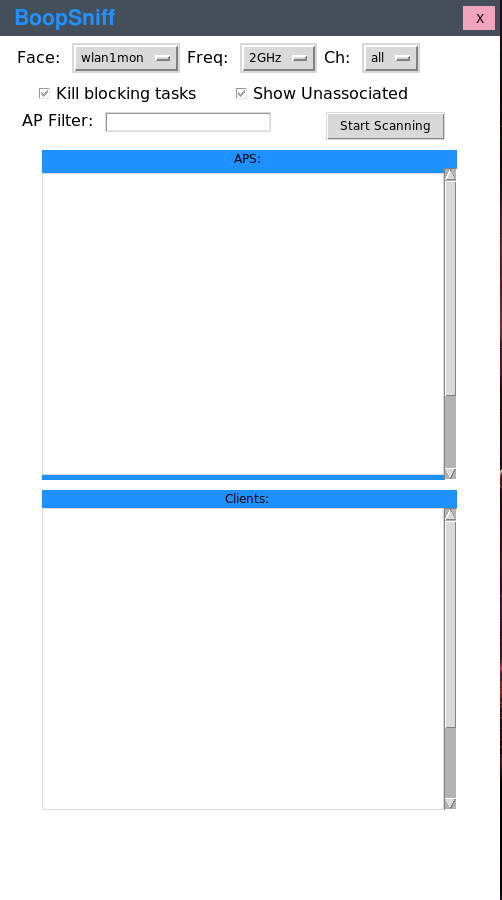 BoopSniff X
Face: wlan1mon Freq: 2GHz Ch: all
Kill blocking tasks Show Unassociated
AP Filter: Start Scanning
APS:
Clients: